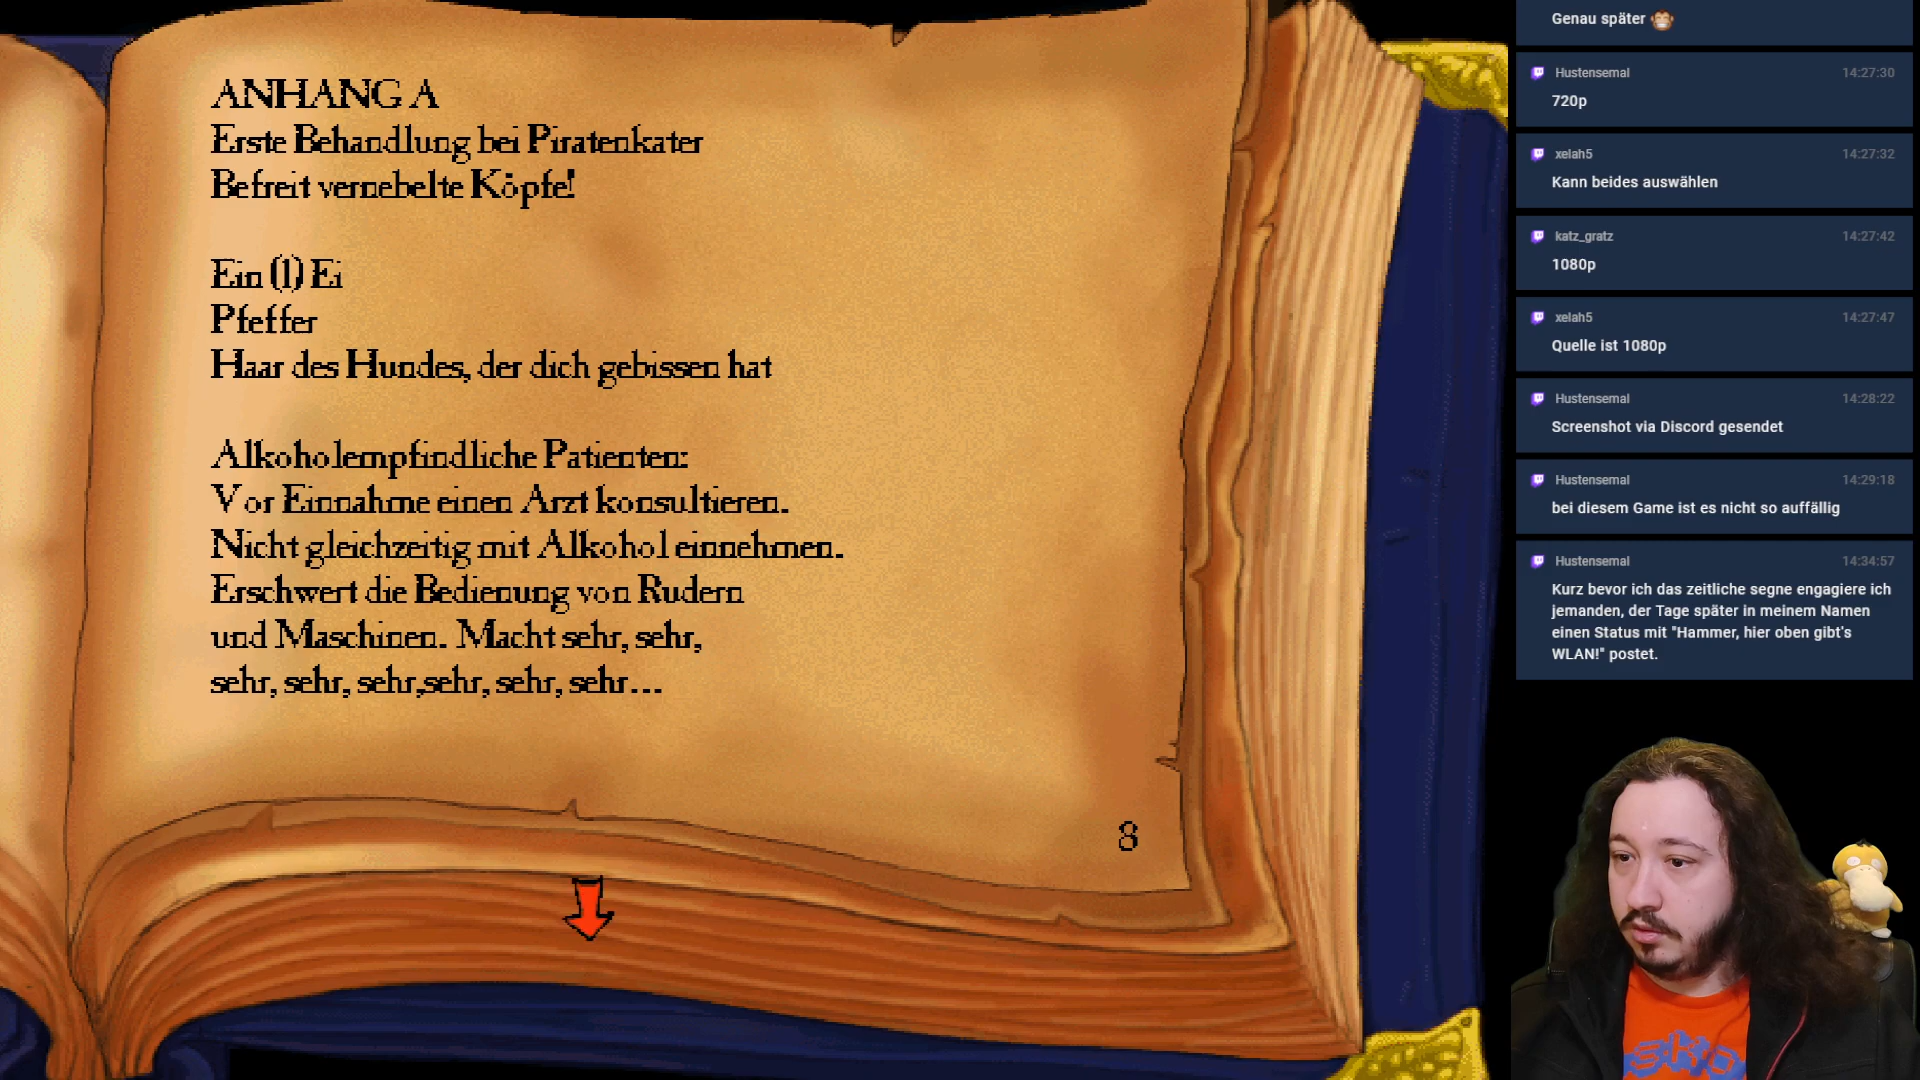 ANHANG A
Erste Behandlung bei Piratenkater
Befreit vernebelte Köpfe!
Ein (1) Ei
Pfeffer
Haar des Hundes, der dich gebissen hat
Alkoholempfindliche Patienten:
Vor Einnahme einen Arzt konsultieren.
Nicht gleichzeitig mit Alkohol einnehmen.
Erschwert die Bedienung von Rudern
und Maschinen. Macht sehr, sehr,
sehr, sehr, sehr,sehr, sehr, sehr...
8
Genau später
Hustensemal 14:27:30
720p
xelah5 14:27:32
Kann beides auswählen
katz_gratz 14:27:42
1080p
xelah5 14:27:47
Quelle ist 1080p
Hustensemal 14:28:22
Screenshot via Discord gesendet
Hustensemal 14:29:18
bei diesem Game ist es nicht so auffällig
Hustensemal 14:34:57
Kurz bevor ich das zeitliche segne engagiere ich
jemanden, der Tage später in meinem Namen
einen Status mit "Hammer, hier oben gibt's
WLAN!" postet.